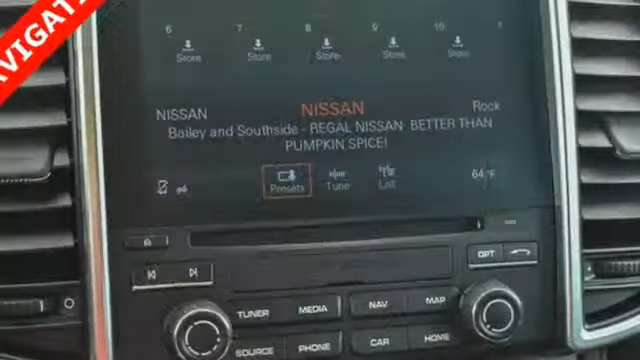 NAVIGATI
6 7 8 9 10
Store Store Store Store Store
NISSAN NISSAN Rock
Bailey and Southside - REGAL NISSAN BETTER THAN
PUMPKIN SPICE!
Presets Tune List 64 °F
OPT
TUNER MEDIA NAV MAP
SOURCE PHONE CAR HOME